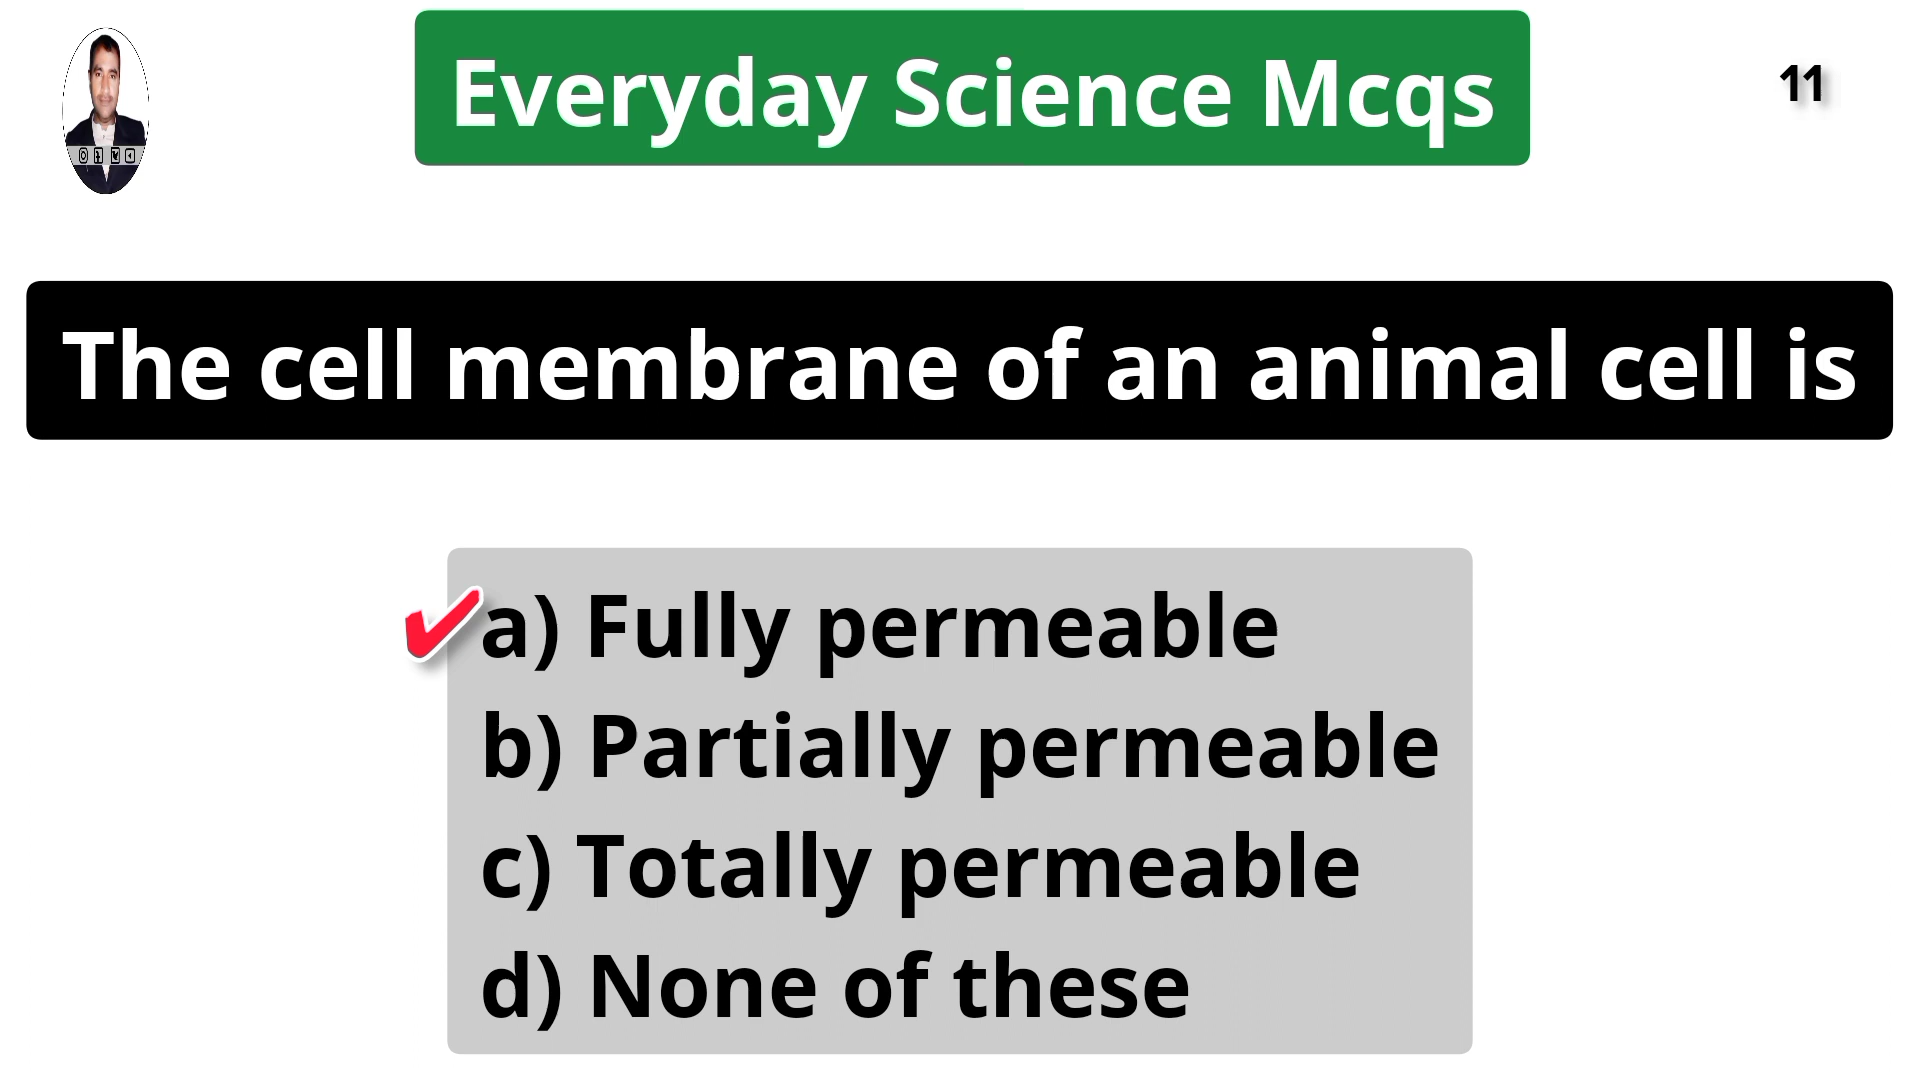 Everyday Science Mcqs
11
The cell membrane of an animal cell is
a) Fully permeable
b) Partially permeable
c) Totally permeable
d) None of these